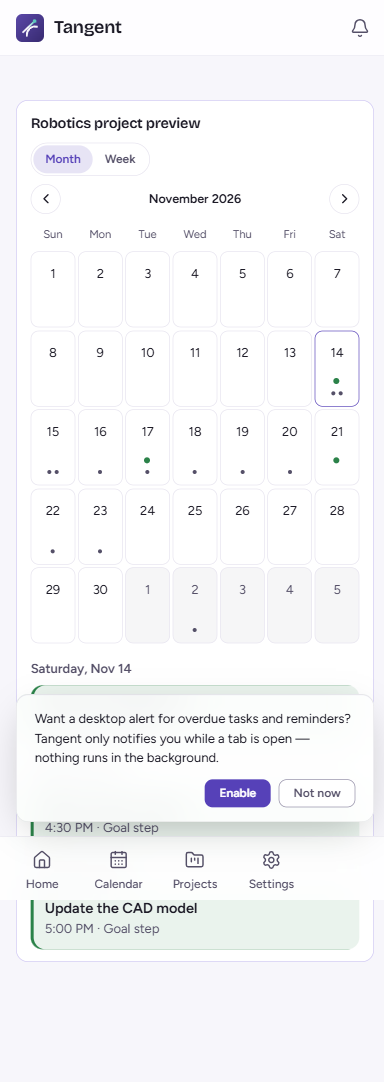 Tangent
Robotics project preview
Month Week
November 2026
Sun Mon Tue Wed Thu Fri Sat
1 2 3 4 5 6 7
8 9 10 11 12 13 14
15 16 17 18 19 20 21
22 23 24 25 26 27 28
29 30 1 2 3 4 5
Saturday, Nov 14
Want a desktop alert for overdue tasks and reminders?
Tangent only notifies you while a tab is open —
nothing runs in the background.
Enable Not now
4:30 PM · Goal step
Home Calendar Projects Settings
Update the CAD model
5:00 PM · Goal step